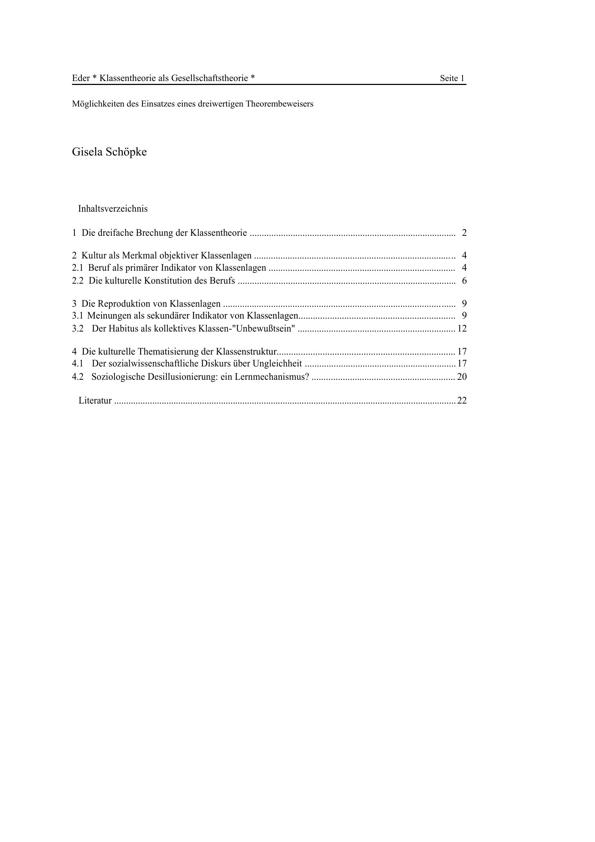 Eder * Klassentheorie als Gesellschaftstheorie * Seite 1
Möglichkeiten des Einsatzes eines dreiwertigen Theorembeweisers
Gisela Schöpke
Inhaltsverzeichnis
1 Die dreifache Brechung der Klassentheorie ........ 2
2 Kultur als Merkmal objektiver Klassenlagen ........ 4
2.1 Beruf als primärer Indikator von Klassenlagen ........ 4
2.2 Die kulturelle Konstitution des Berufs ........ 6
3 Die Reproduktion von Klassenlagen ........ 9
3.1 Meinungen als sekundärer Indikator von Klassenlagen........ 9
3.2 Der Habitus als kollektives Klassen-"Unbewußtsein" ........ 12
4 Die kulturelle Thematisierung der Klassenstruktur........ 17
4.1 Der sozialwissenschaftliche Diskurs über Ungleichheit ........ 17
4.2 Soziologische Desillusionierung: ein Lernmechanismus? ........ 20
Literatur ........ 22